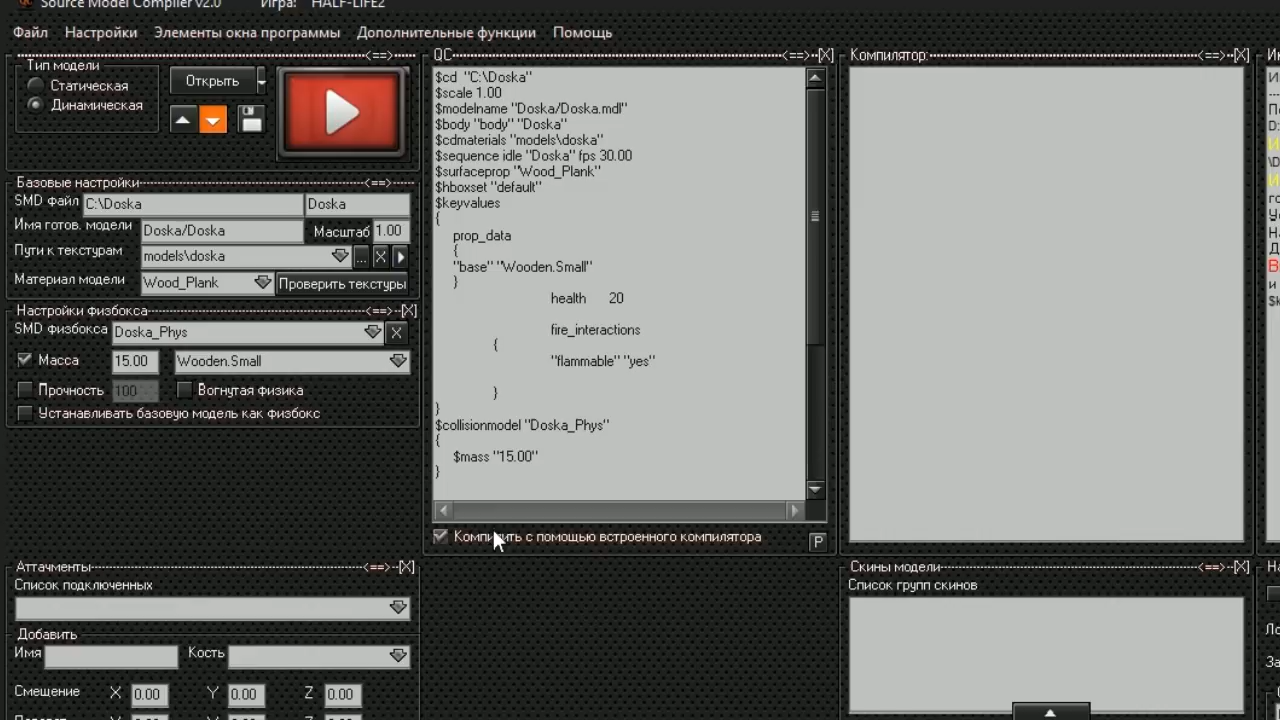 Source Model Compiler v2.0 Игра: HALF-LIFE2
Файл Настройки Элементы окна программы Дополнительные функции Помощь
Тип модели
Статическая
Динамическая
<==>
Открыть
Базовые настройки <==>
SMD файл C:\Doska Doska
Имя готов. модели Doska/Doska Масштаб 1.00
Пути к текстурам models\doska ... X
Материал модели Wood_Plank Проверить текстуры
Настройки физбокса <==> [X]
SMD физбокса Doska_Phys X
Масса 15.00 Wooden.Small
Прочность 100 Вогнутая физика
Устанавливать базовую модель как физбокс
QC <==> [X]
$cd "C:\Doska"
$scale 1.00
$modelname "Doska/Doska.mdl"
$body "body" "Doska"
$cdmaterials "models\doska"
$sequence idle "Doska" fps 30.00
$surfaceprop "Wood_Plank"
$hboxset "default"
$keyvalues
{
prop_data
{
"base" "Wooden.Small"
}
health 20
fire_interactions
{
"flammable" "yes"
}
}
$collisionmodel "Doska_Phys"
{
$mass "15.00"
}
с помощью встроенного компилятора P
Компилятор: <==> [X]
Аттачменты <==> [X]
Список подключенных
Добавить
Имя Кость
Смещение X 0.00 Y 0.00 Z 0.00
Скины модели <==> [X]
Список групп скинов